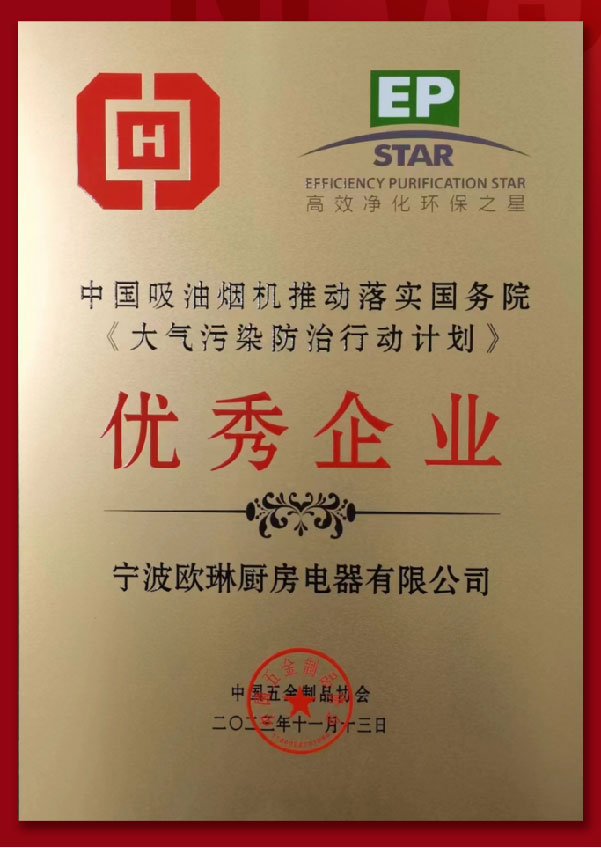 H
EP
STAR
EFFICIENCY PURIFICATION STAR
高效净化环保之星
中国吸油烟机推动落实国务院
《大气污染防治行动计划》
优秀企业
宁波欧琳厨房电器有限公司
中国五金制品协会
二〇二三年十一月十三日